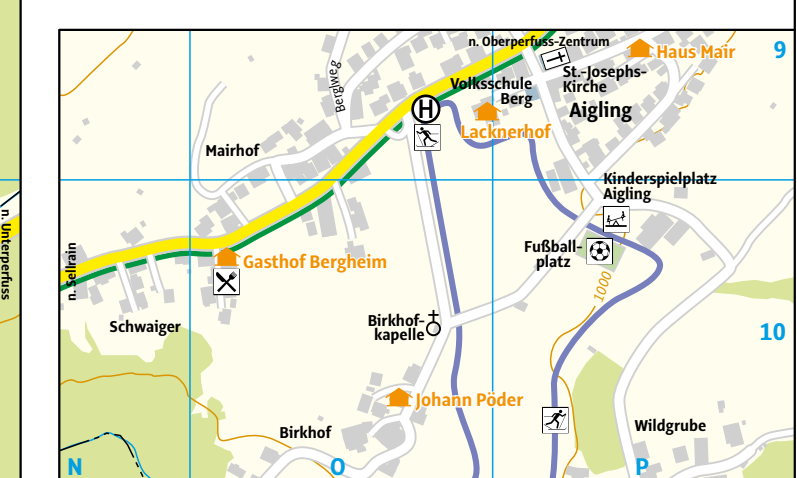 n. Oberperfuss-Zentrum
Haus Mair
9
St.-Josephs-
Kirche
Volksschule
Berg
Bergweg
H
Aigling
Lacknerhof
Mairhof
Kinderspielplatz
Aigling
n. Unterperfuss
n. Sellrain
Gasthof Bergheim
Fußball-
platz
1000
Schwaiger
Birkhof-
kapelle
10
Johann Pöder
Birkhof
Wildgrube
N
O
P